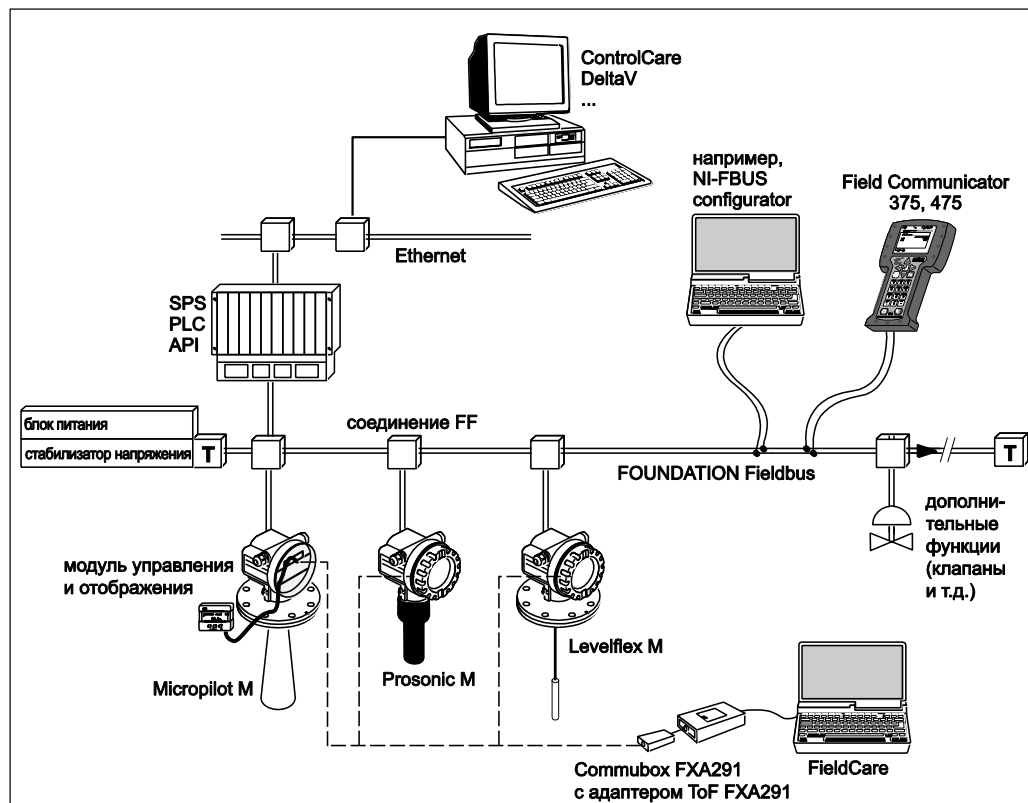 ControlCare
DeltaV
...
например,
NI-FBUS
configurator
Field Communicator
375, 475
Ethernet
SPS
PLC
API
блок питания
стабилизатор напряжения
T
соединение FF
FOUNDATION Fieldbus
T
дополни-
тельные
функции
(клапаны
и т.д.)
модуль управления
и отображения
Micropilot M
Prosonic M
Levelflex M
Commubox FXA291
с адаптером ToF FXA291
FieldCare